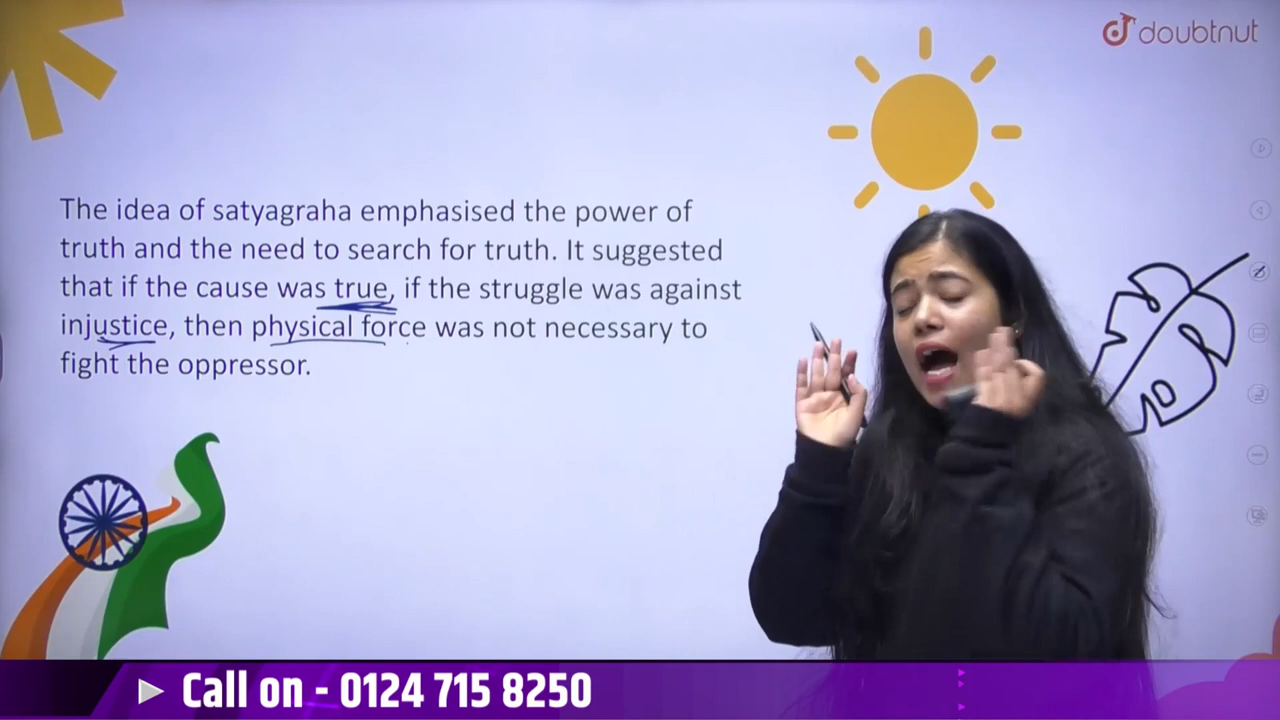 doubtnut
The idea of satyagraha emphasised the power of
truth and the need to search for truth. It suggested
that if the cause was true, if the struggle was against
injustice, then physical force was not necessary to
fight the oppressor.
Call on - 0124 715 8250